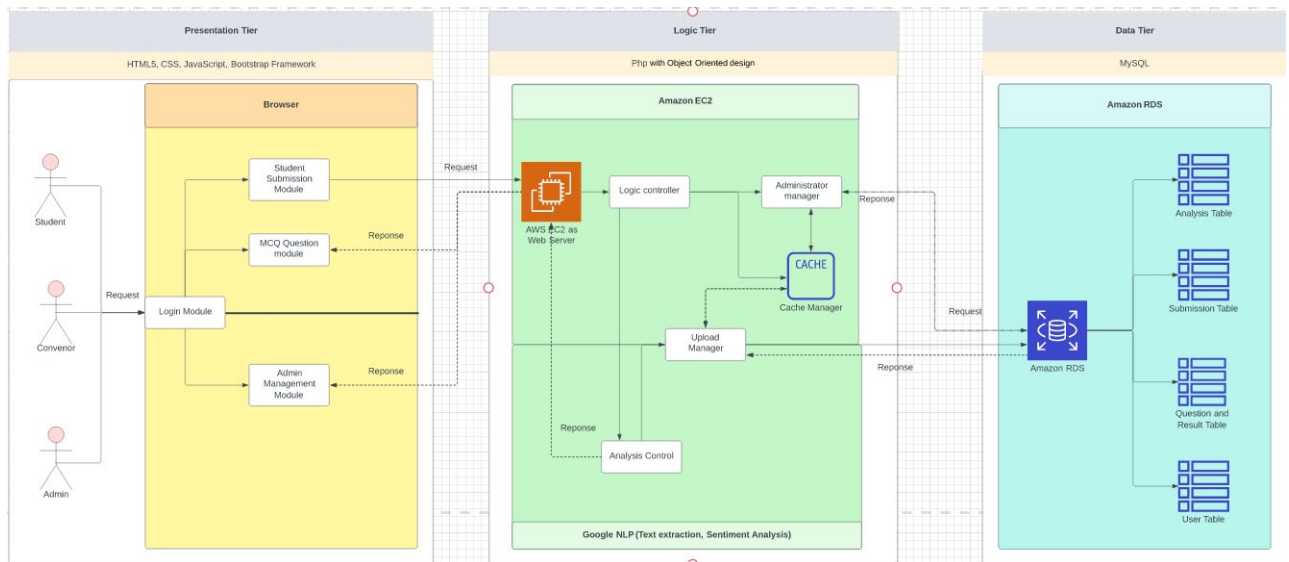 Presentation Tier
HTML5, CSS, JavaScript, Bootstrap Framework
Browser
Student
Convenor
Admin
Request
Login Module
Student
Submission
Module
MCQ Question
module
Admin
Management
Module
Request
Reponse
Reponse
Logic Tier
Php with Object Oriented design
Amazon EC2
AWS EC2 as
Web Server
Logic controller
Administrator
manager
CACHE
Cache Manager
Upload
Manager
Reponse
Analysis Control
Google NLP (Text extraction, Sentiment Analysis)
Reponse
Request
Reponse
Data Tier
MySQL
Amazon RDS
Amazon RDS
Analysis Table
Submission Table
Question and
Result Table
User Table